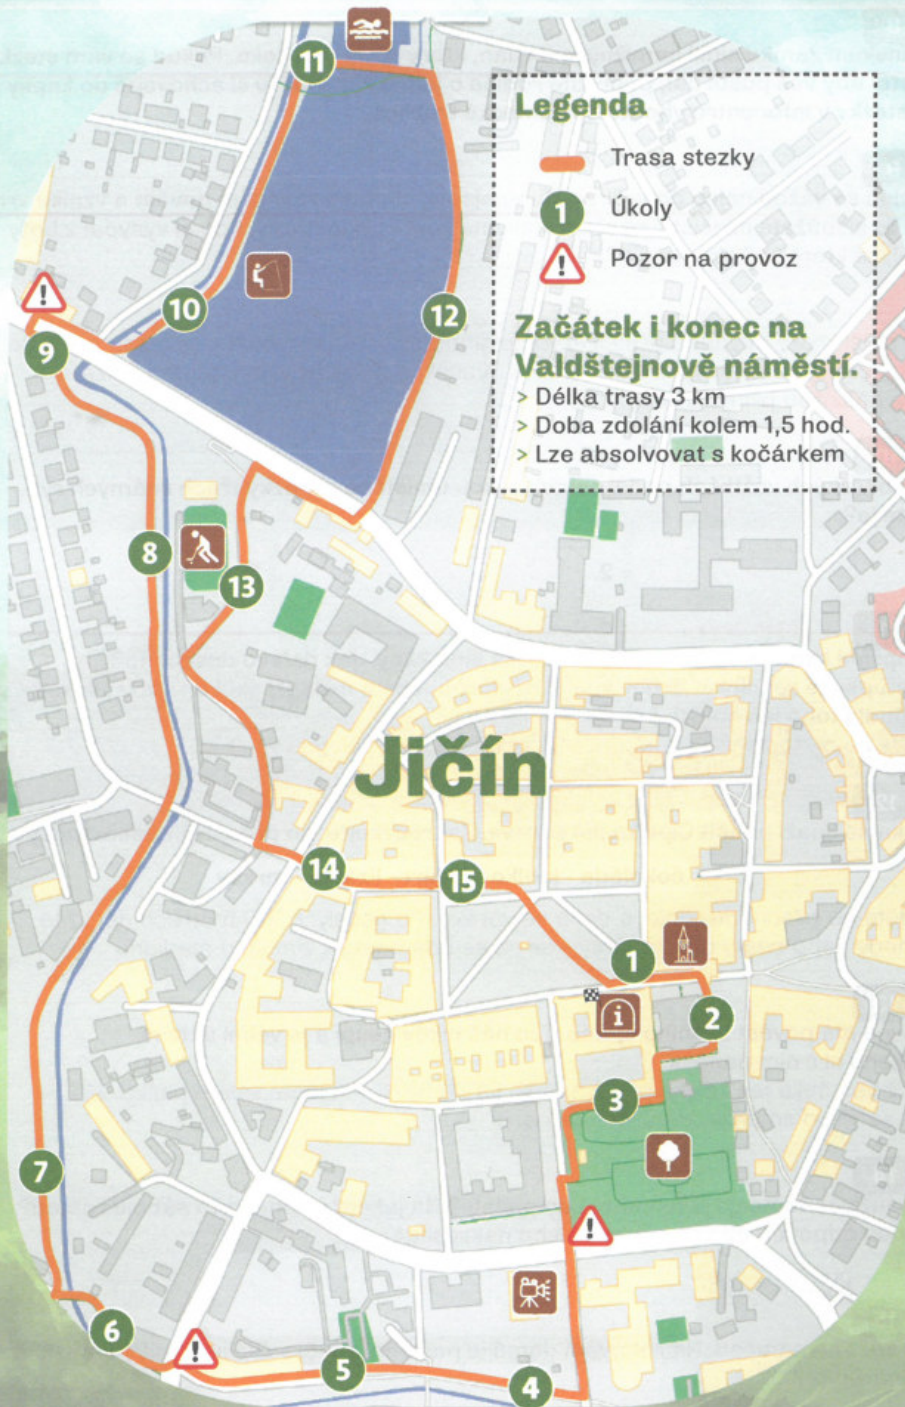 Legenda
Trasa stezky
1 Úkoly
! Pozor na provoz
Začátek i konec na
Valdštejnově náměstí.
> Délka trasy 3 km
> Doba zdolání kolem 1,5 hod.
> Lze absolvovat s kočárkem
11
10
12
!
9
8
13
Jičín
14
15
1
i
2
3
7
!
6
!
5
4